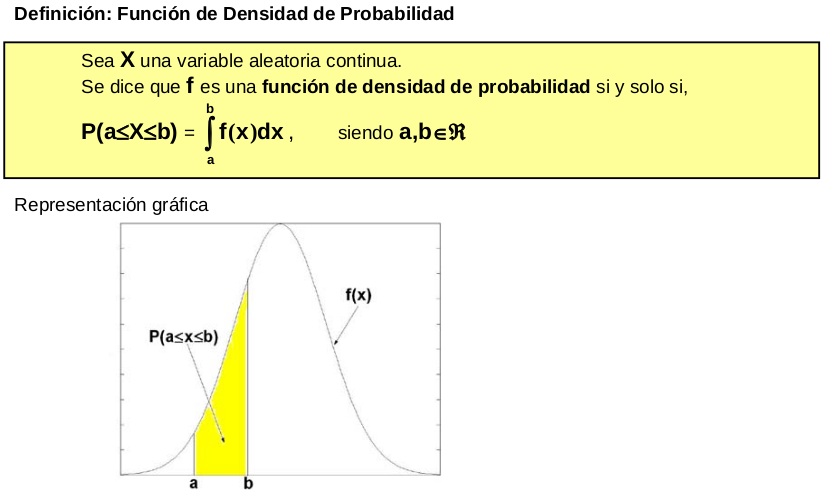 Definición: Función de Densidad de Probabilidad
Sea X una variable aleatoria continua.
Se dice que f es una función de densidad de probabilidad si y solo si,
b
P(a≤X≤b) = ∫f(x)dx , siendo a,b∈ℜ
a
Representación gráfica
f(x)
P(a≤x≤b)
a b